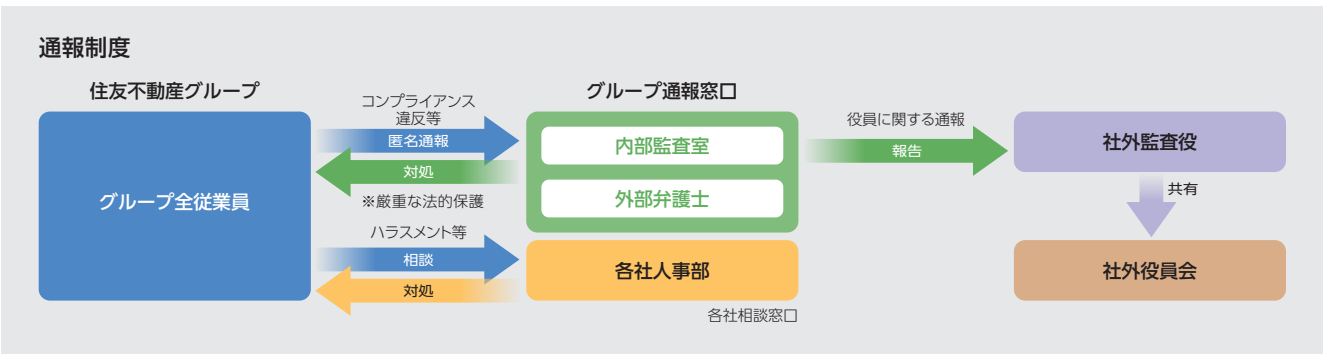 通報制度
住友不動産グループ
グループ全従業員
コンプライアンス
違反等
匿名通報
対処
※厳重な法的保護
ハラスメント等
相談
対処
グループ通報窓口
内部監査室
外部弁護士
各社人事部
各社相談窓口
役員に関する通報
報告
社外監査役
共有
社外役員会